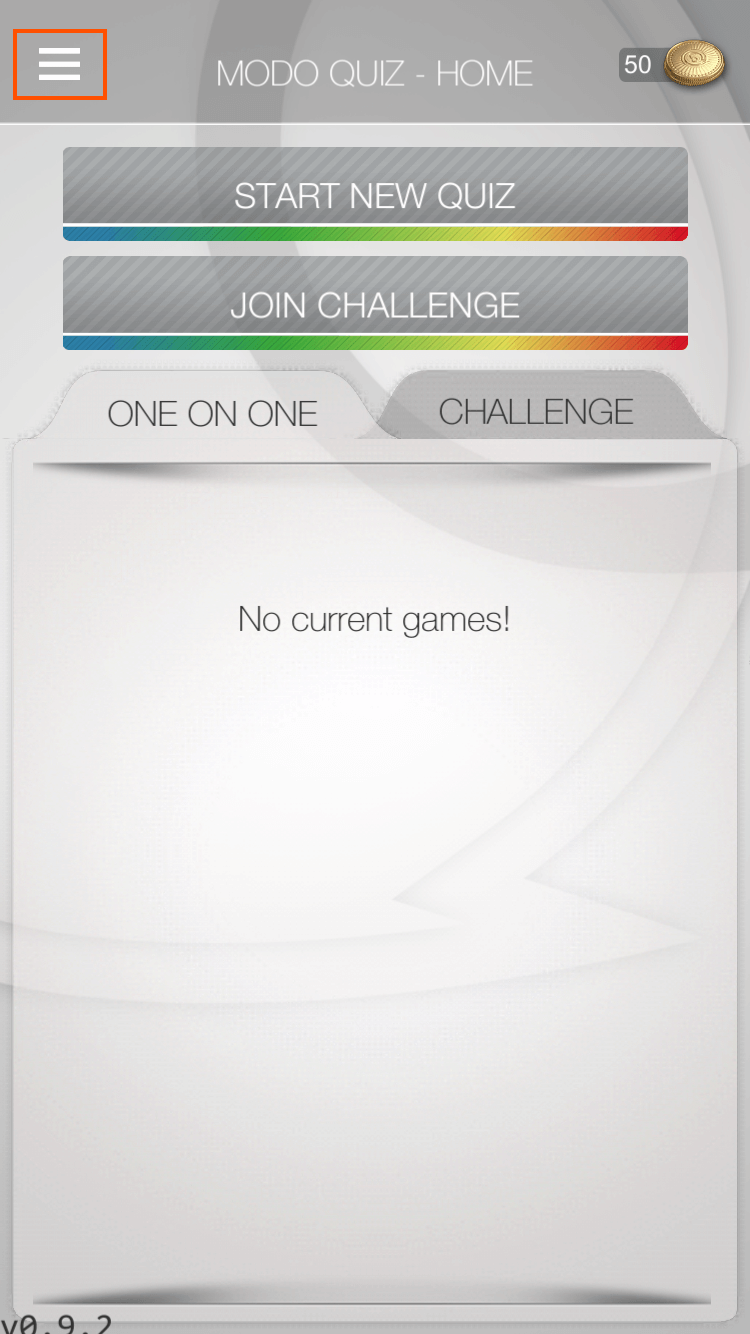 MODO QUIZ - HOME
50
START NEW QUIZ
JOIN CHALLENGE
ONE ON ONE
CHALLENGE
No current games!
v0.9.2